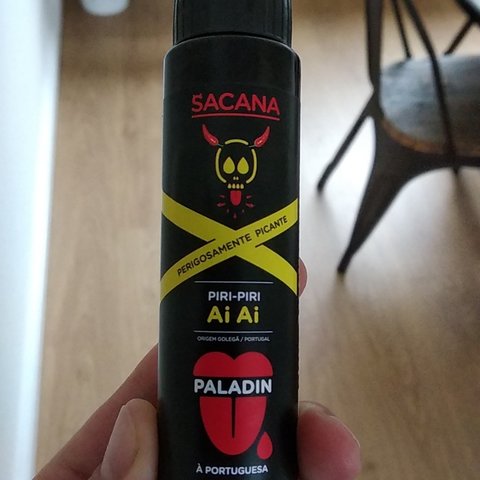 SACANA
PERIGOSAMENTE PICANTE
PIRI-PIRI
Ai Ai
ORIGEM GOLEGÃ / PORTUGAL
PALADIN
À PORTUGUESA